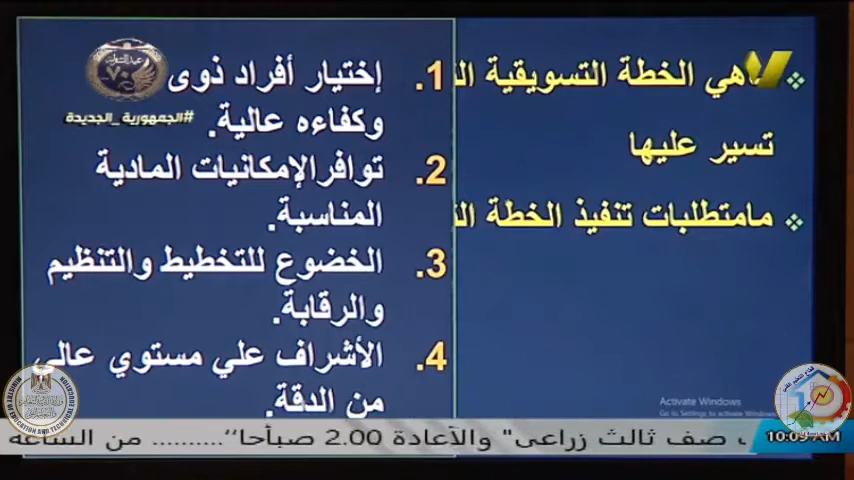 ماهي الخطة التسويقية
تسير عليها
مامتطلبات تنفيذ الخطة
1. إختيار أفراد ذوى
وكفاءه عالية.
2. توافرالإمكانيات المادية
المناسبة.
3. الخضوع للتخطيط والتنظيم
والرقابة.
4. الأشراف علي مستوي عالي
من الدقة.
#الجمهورية_الجديدة
Activate Windows
Go to Settings to activate Windows
صف ثالث زراعى" والآعادة 2.00 صباحا‘‘.......... من الساعة
10:09 AM